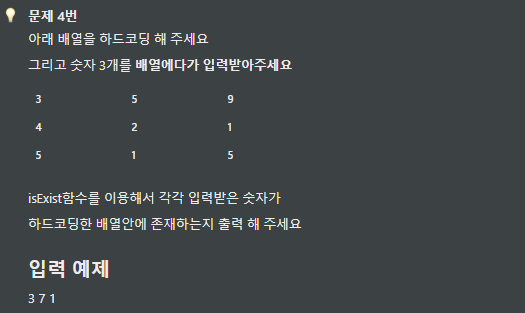 문제 4번
아래 배열을 하드코딩 해 주세요
그리고 숫자 3개를 배열에다가 입력받아주세요
3 5 9
4 2 1
5 1 5
isExist함수를 이용해서 각각 입력받은 숫자가
하드코딩한 배열안에 존재하는지 출력 해 주세요
입력 예제
3 7 1